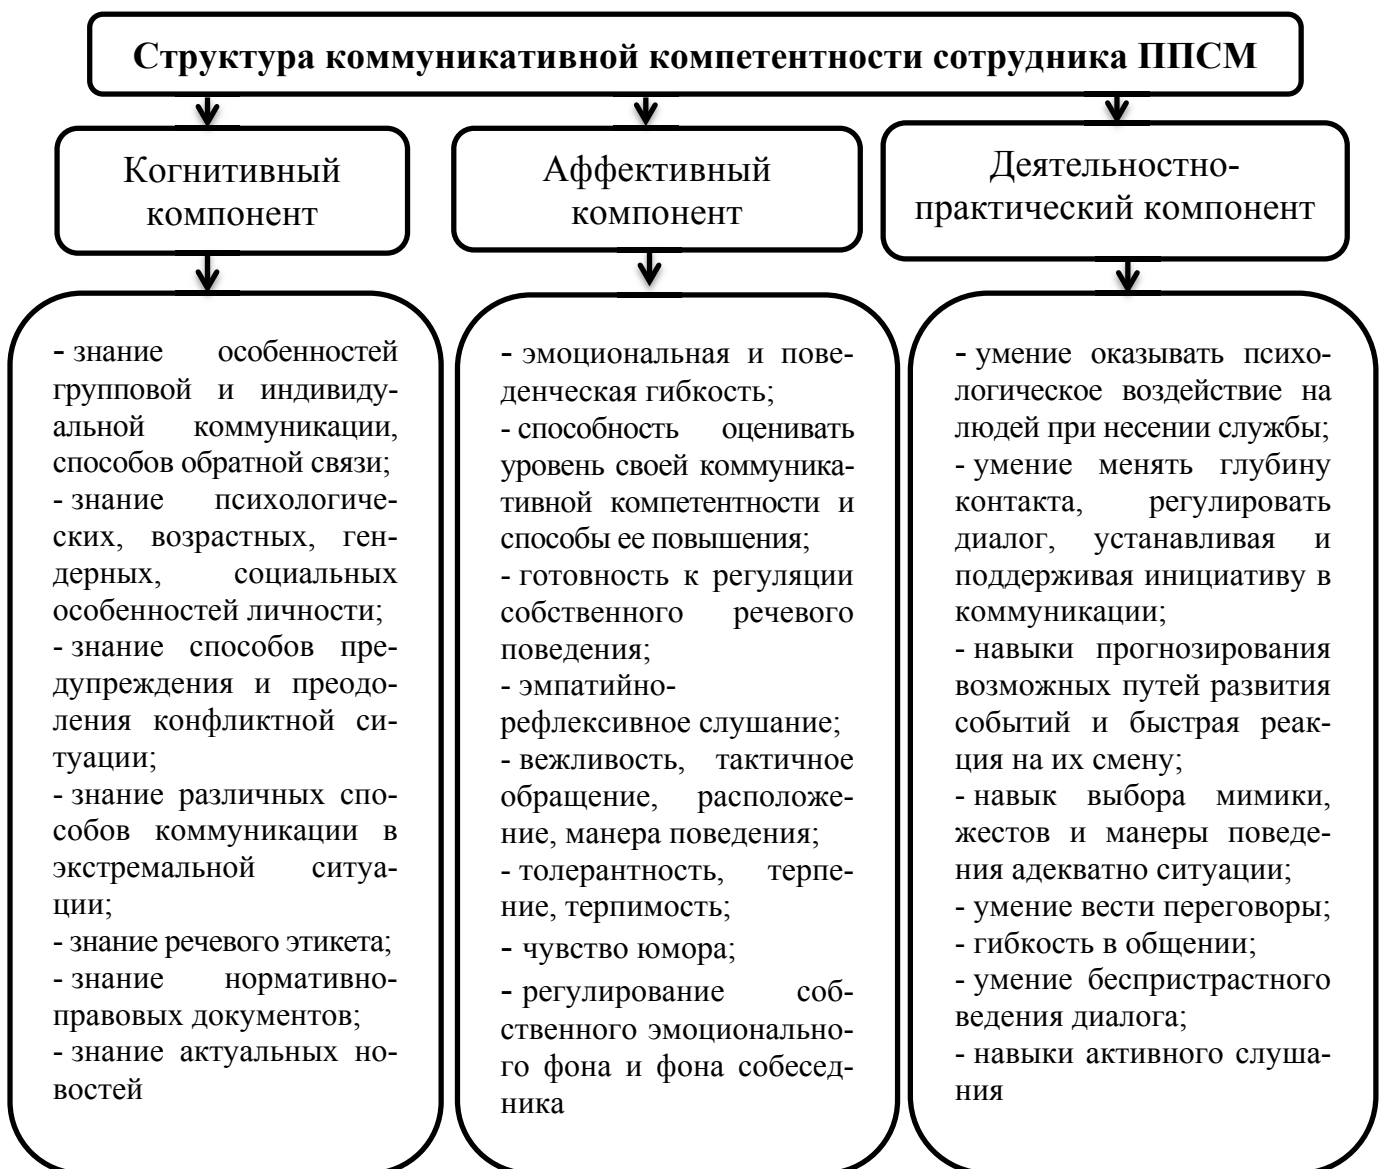 Структура коммуникативной компетентности сотрудника ППСМ
Когнитивный
компонент
Аффективный
компонент
Деятельностно-
практический компонент
- знание особенностей
групповой и индивиду-
альной коммуникации,
способов обратной связи;
- знание психологиче-
ских, возрастных, ген-
дерных, социальных
особенностей личности;
- знание способов пре-
дупреждения и преодо-
ления конфликтной си-
туации;
- знание различных спо-
собов коммуникации в
экстремальной ситуа-
ции;
- знание речевого этикета;
- знание нормативно-
правовых документов;
- знание актуальных но-
востей
- эмоциональная и пове-
денческая гибкость;
- способность оценивать
уровень своей коммуника-
тивной компетентности и
способы ее повышения;
- готовность к регуляции
собственного речевого
поведения;
- эмпатийно-
рефлексивное слушание;
- вежливость, тактичное
обращение, расположе-
ние, манера поведения;
- толерантность, терпе-
ние, терпимость;
- чувство юмора;
- регулирование соб-
ственного эмоционально-
го фона и фона собесед-
ника
- умение оказывать психо-
логическое воздействие на
людей при несении службы;
- умение менять глубину
контакта, регулировать
диалог, устанавливая и
поддерживая инициативу в
коммуникации;
- навыки прогнозирования
возможных путей развития
событий и быстрая реак-
ция на их смену;
- навык выбора мимики,
жестов и манеры поведе-
ния адекватно ситуации;
- умение вести переговоры;
- гибкость в общении;
- умение беспристрастного
ведения диалога;
- навыки активного слуша-
ния